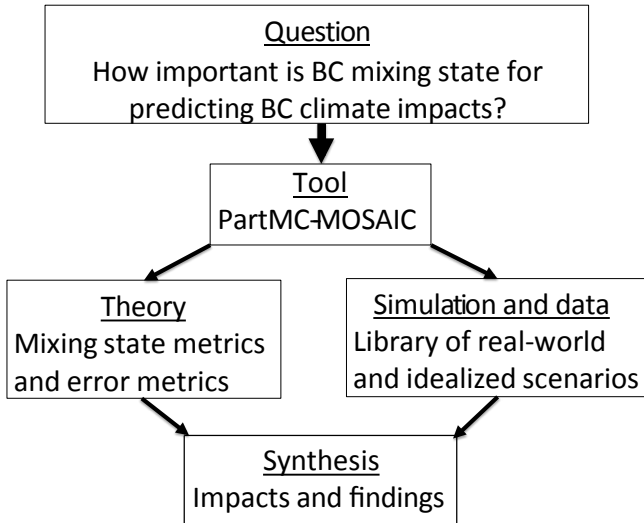 Question
How important is BC mixing state for
predicting BC climate impacts?
Tool
PartMC-MOSAIC
Theory
Mixing state metrics
and error metrics
Simulation and data
Library of real-world
and idealized scenarios
Synthesis
Impacts and findings